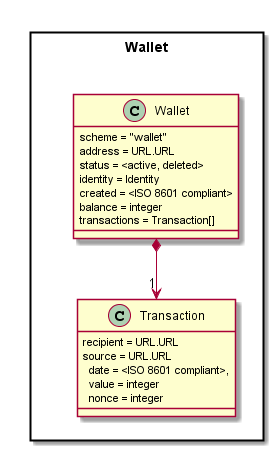 Wallet
C Wallet
scheme = "wallet"
address = URL.URL
status = <active, deleted>
identity = Identity
created = <ISO 8601 compliant>
balance = integer
transactions = Transaction[]
1
C Transaction
recipient = URL.URL
source = URL.URL
date = <ISO 8601 compliant>,
value = integer
nonce = integer